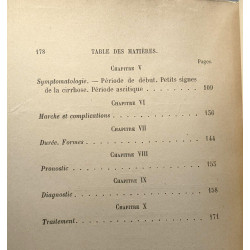 178 TABLE DES MATIÈRES.
Pages
CHAPITRE V
Symptomatologie. — Période de début. Petits signes
de la cirrhose. Période ascitique . . . . . . . . 109
CHAPITRE VI
Marche et complications . . . . . . . . . . . . 136
CHAPITRE VII
Durée. Formes . . . . . . . . . . . . . . . . 144
CHAPITRE VIII
Pronostic . . . . . . . . . . . . . . . . . . 155
CHAPITRE IX
Diagnostic . . . . . . . . . . . . . . . . . . 158
CHAPITRE X
Traitement . . . . . . . . . . . . . . . . . . 171